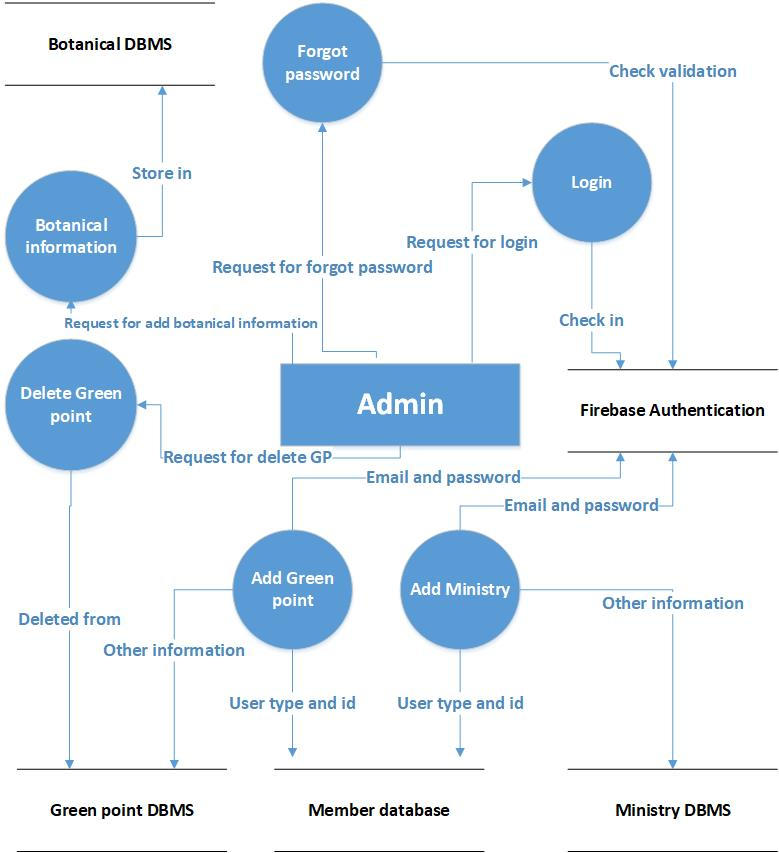 Botanical DBMS
Forgot
password
Check validation
Store in
Login
Botanical
information
Request for login
Request for forgot password
Request for add botanical information
Check in
Delete Green
point
Admin
Firebase Authentication
Request for delete GP
Email and password
Email and password
Add Green
point
Add Ministry
Other information
Deleted from
Other information
User type and id
User type and id
Green point DBMS
Member database
Ministry DBMS